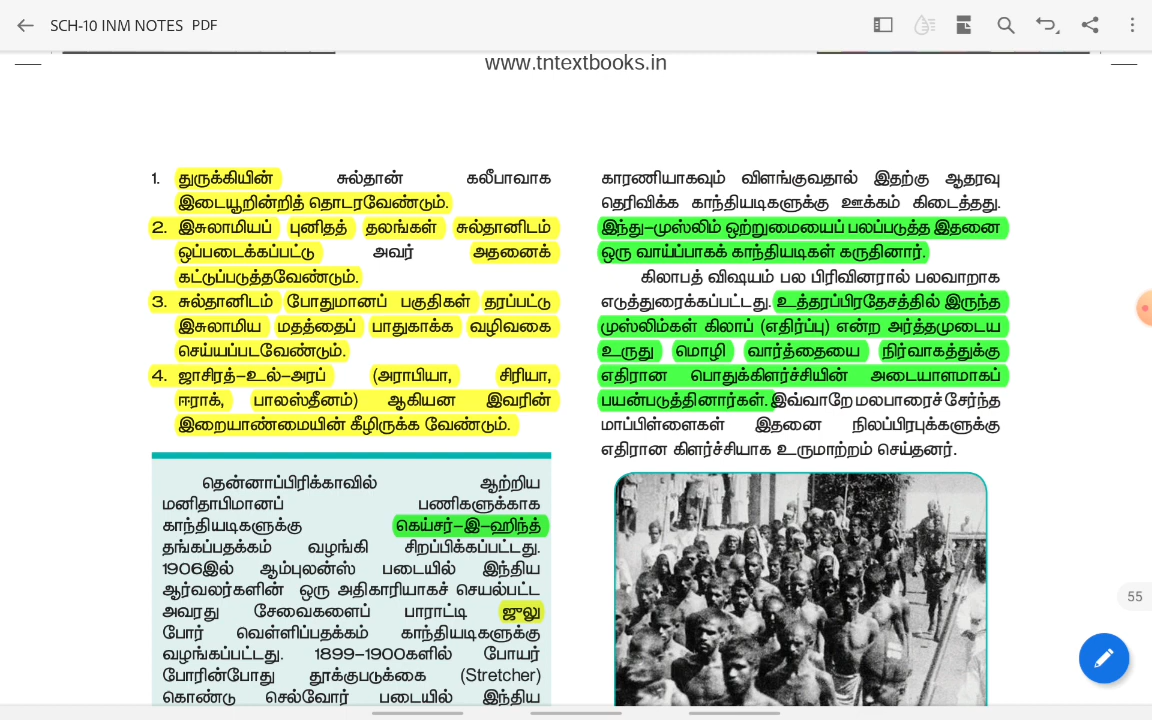 SCH-10 INM NOTES PDF
www.tntextbooks.in
1. துருக்கியின் சுல்தான் கலீபாவாக
இடையூறின்றித் தொடரவேண்டும்.
2. இசுலாமியப் புனிதத் தலங்கள் சுல்தானிடம்
ஒப்படைக்கப்பட்டு அவர் அதனைக்
கட்டுப்படுத்தவேண்டும்.
3. சுல்தானிடம் போதுமானப் பகுதிகள் தரப்பட்டு
இசுலாமிய மதத்தைப் பாதுகாக்க வழிவகை
செய்யப்படவேண்டும்.
4. ஜாசிரத்-உல்-அரப் (அராபியா, சிரியா,
ஈராக், பாலஸ்தீனம்) ஆகியன இவரின்
இறையாண்மையின் கீழிருக்க வேண்டும்.
தென்னாப்பிரிக்காவில் ஆற்றிய
மனிதாபிமானப் பணிகளுக்காக
காந்தியடிகளுக்கு கெய்சர்-இ-ஹிந்த்
தங்கப்பதக்கம் வழங்கி சிறப்பிக்கப்பட்டது.
1906இல் ஆம்புலன்ஸ் படையில் இந்திய
ஆர்வலர்களின் ஒரு அதிகாரியாகச் செயல்பட்ட
அவரது சேவைகளைப் பாராட்டி ஜுலு
போர் வெள்ளிப்பதக்கம் காந்தியடிகளுக்கு
வழங்கப்பட்டது. 1899-1900களில் போயர்
போரின்போது தூக்குபடுக்கை (Stretcher)
கொண்டு செல்வோர் படையில் இந்திய
காரணியாகவும் விளங்குவதால் இதற்கு ஆதரவு
தெரிவிக்க காந்தியடிகளுக்கு ஊக்கம் கிடைத்தது.
இந்து-முஸ்லிம் ஒற்றுமையைப் பலப்படுத்த இதனை
ஒரு வாய்ப்பாகக் காந்தியடிகள் கருதினார்.
கிலாபத் விஷயம் பல பிரிவினரால் பலவாறாக
எடுத்துரைக்கப்பட்டது. உத்தரப்பிரதேசத்தில் இருந்த
முஸ்லிம்கள் கிலாப் (எதிர்ப்பு) என்ற அர்த்தமுடைய
உருது மொழி வார்த்தையை நிர்வாகத்துக்கு
எதிரான பொதுக்கிளர்ச்சியின் அடையாளமாகப்
பயன்படுத்தினார்கள். இவ்வாறே மலபாரைச் சேர்ந்த
மாப்பிள்ளைகள் இதனை நிலப்பிரபுக்களுக்கு
எதிரான கிளர்ச்சியாக உருமாற்றம் செய்தனர்.
55